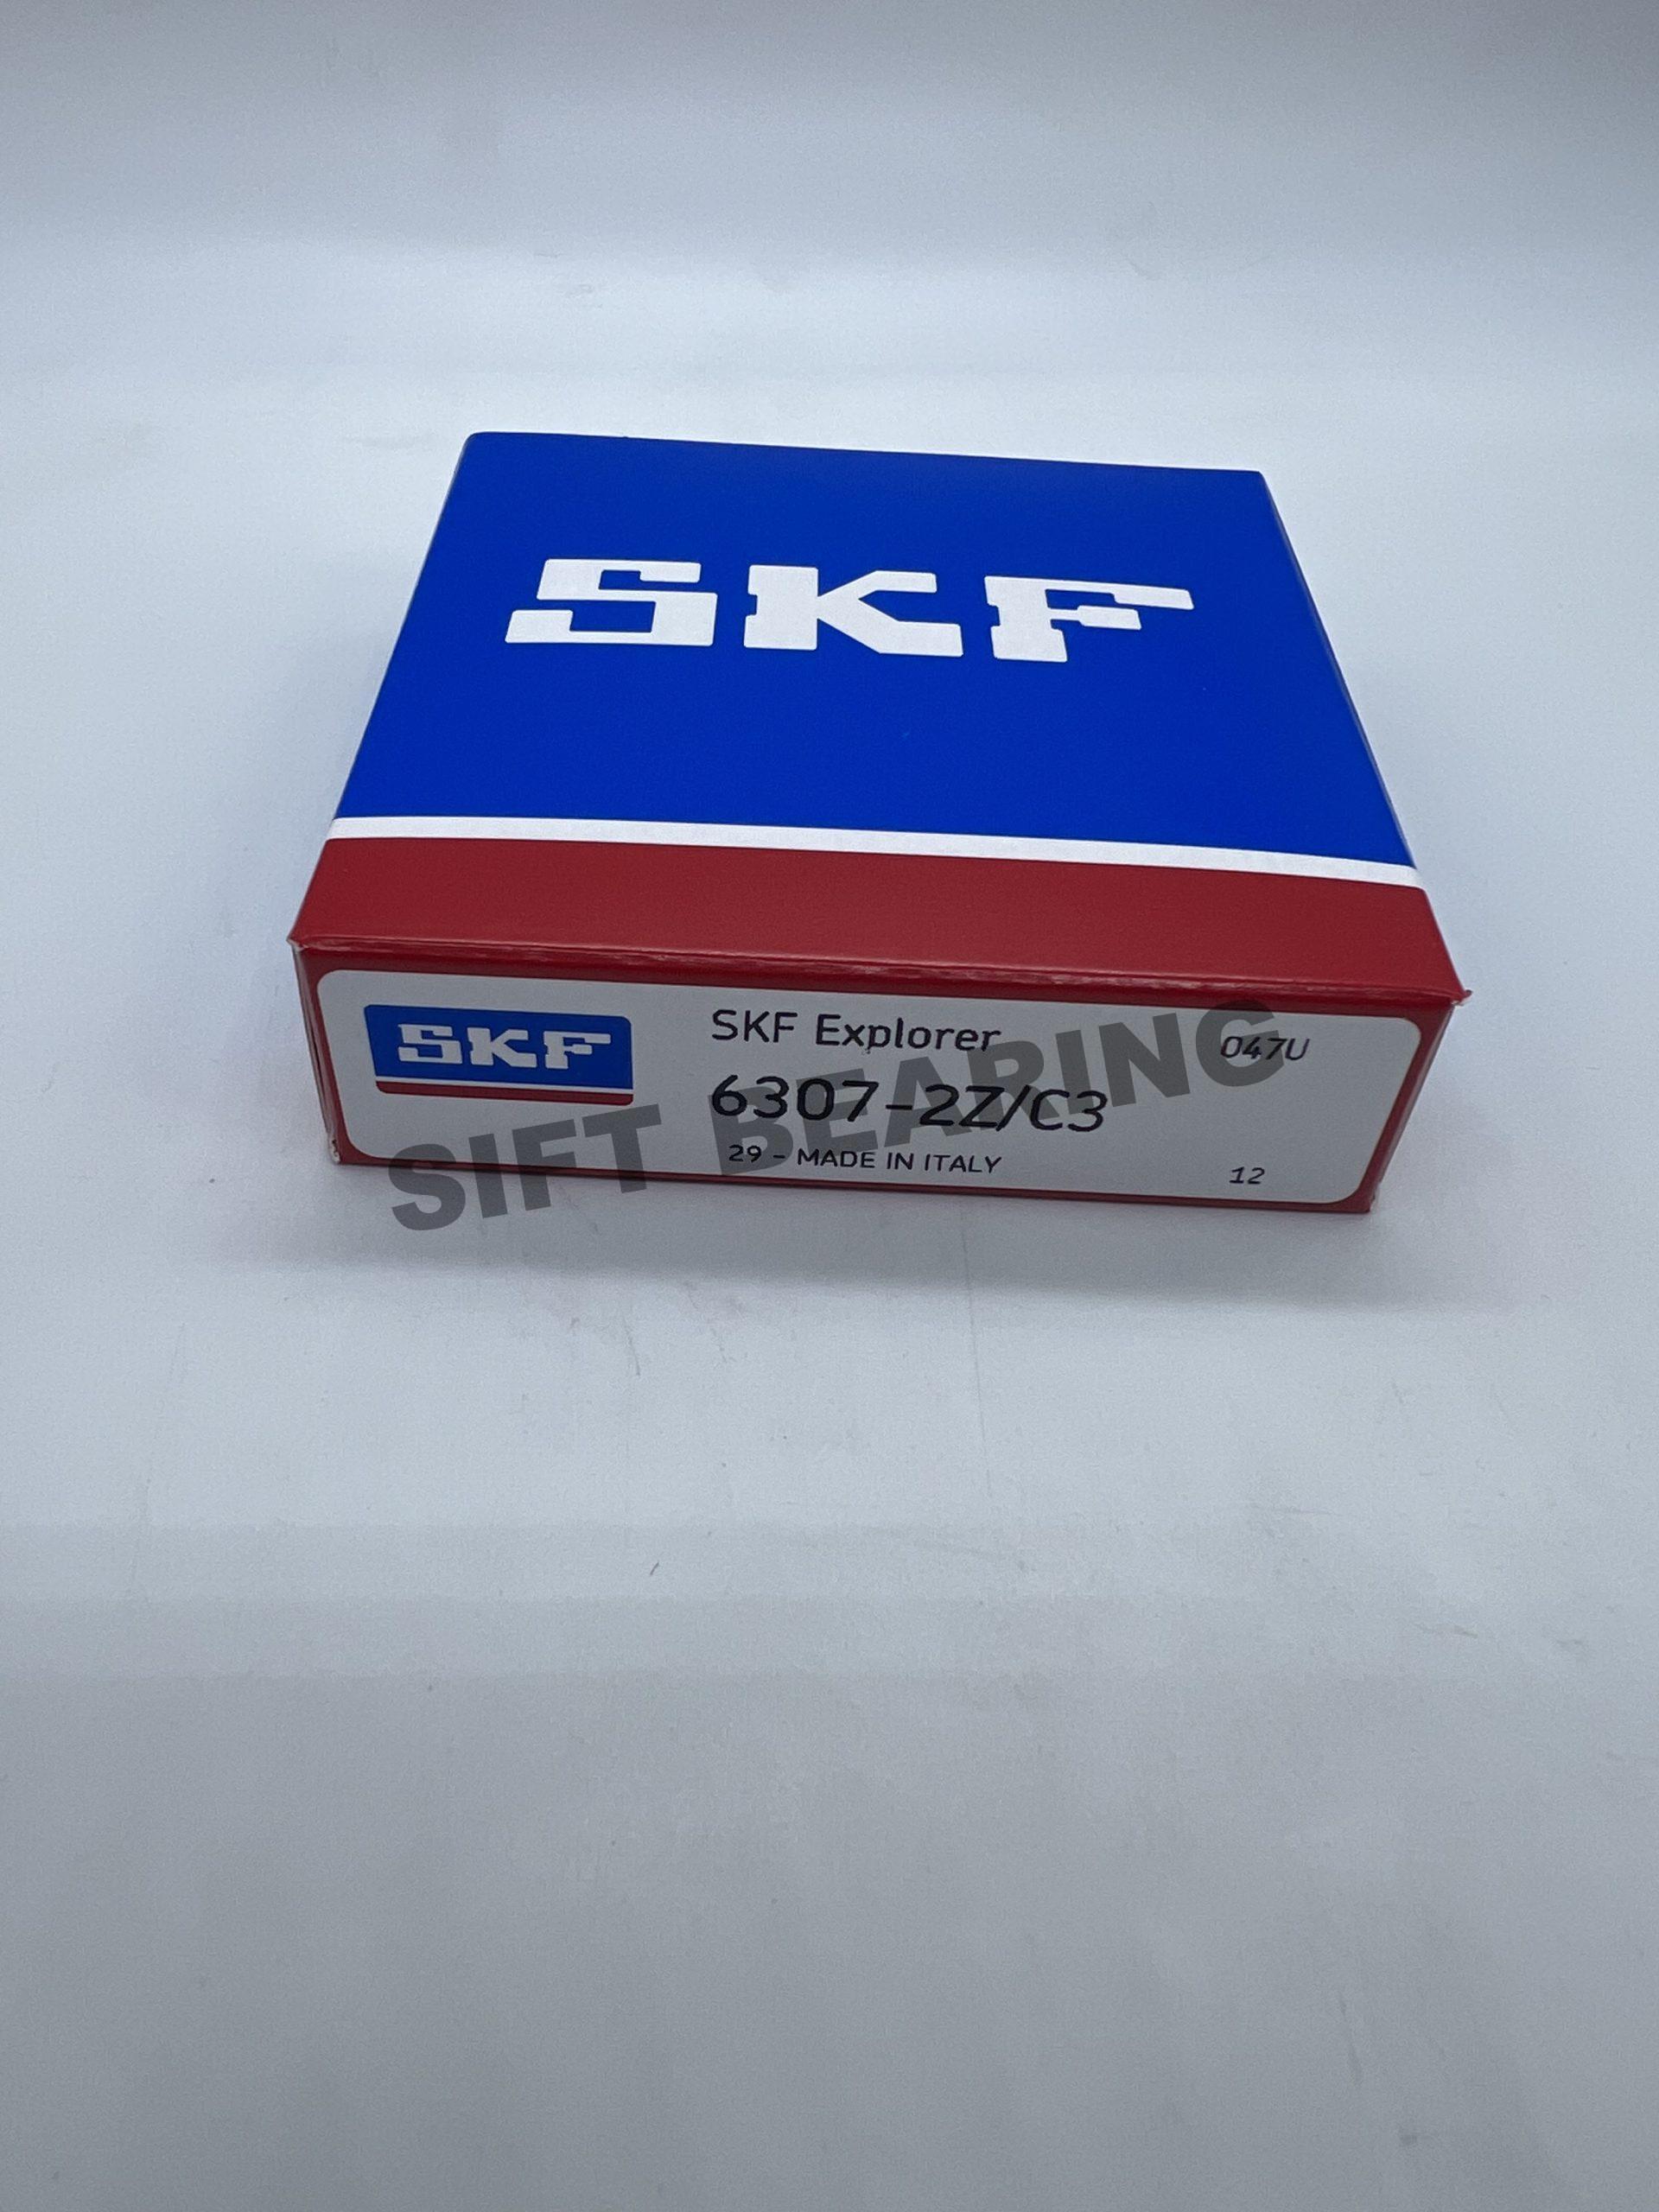 SKF
SKF
SKF Explorer
047U
6307-2Z/C3
29 - MADE IN ITALY
12
SIFT BEARING